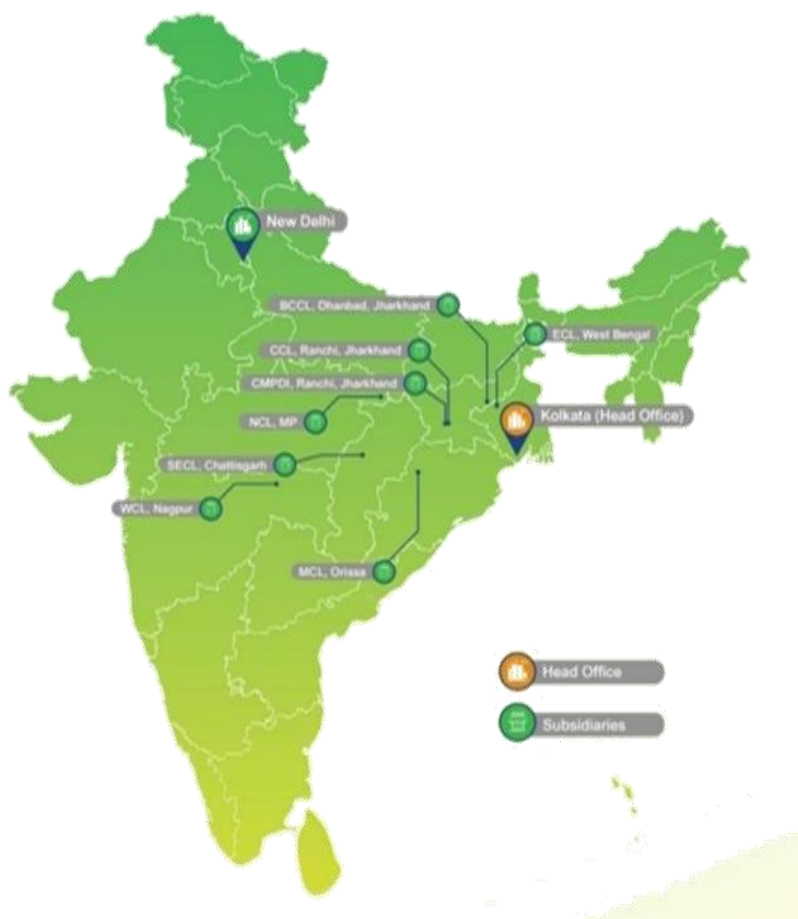 New Delhi
BCCL, Dhanbad, Jharkhand
ECL, West Bengal
CCL, Ranchi, Jharkhand
CMPDI, Ranchi, Jharkhand
Kolkata (Head Office)
NCL, MP
SECL, Chattisgarh
WCL, Nagpur
MCL, Orissa
Head Office
Subsidiaries